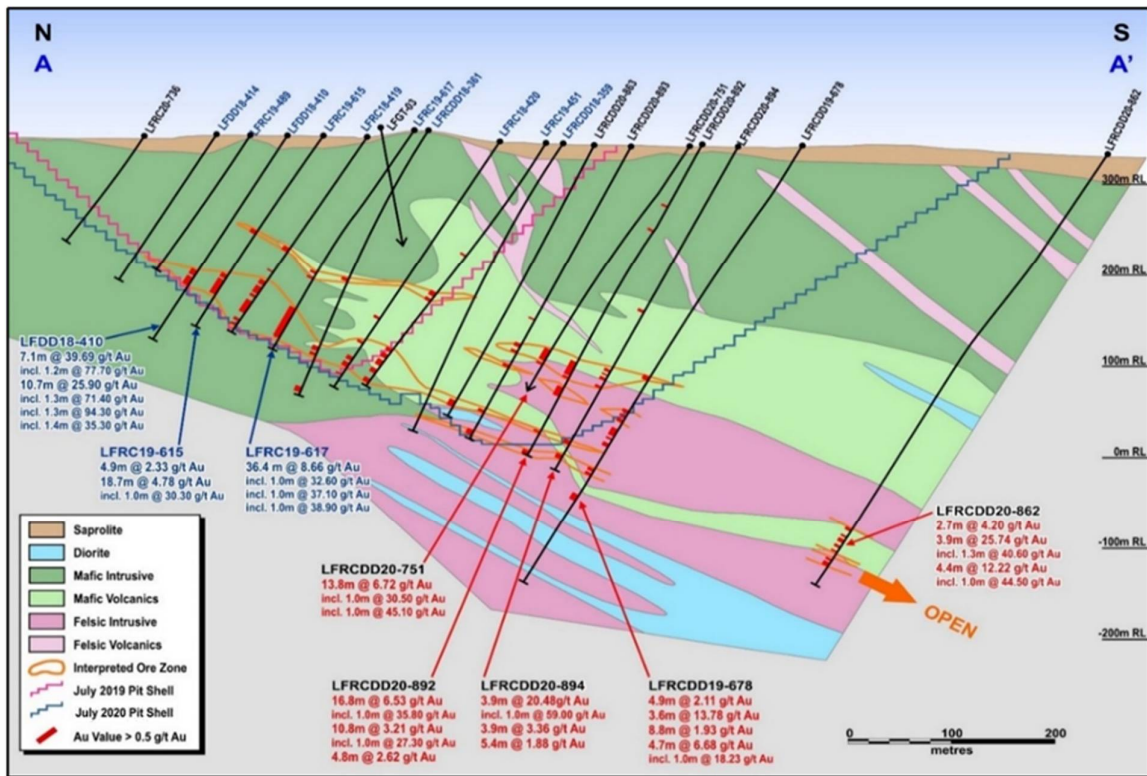 N
A
S
A'
LFRC20-736
LFDD18-414
LFRC19-489
LFDD18-410
LFRC19-615
LFRC18-419
LFGT-03
LFRC19-617
LFRCDD18-361
LFRC18-420
LFRC19-451
LFRCDD18-359
LFRCDD20-863
LFRCDD20-893
LFRCDD20-751
LFRCDD20-892
LFRCDD20-894
LFRCDD19-678
LFRCDD20-862
300m RL
200m RL
100m RL
0m RL
-100m RL
-200m RL
LFDD18-410
7.1m @ 39.69 g/t Au
incl. 1.2m @ 77.70 g/t Au
10.7m @ 25.90 g/t Au
incl. 1.3m @ 71.40 g/t Au
incl. 1.3m @ 94.30 g/t Au
incl. 1.4m @ 35.30 g/t Au
LFRC19-615
4.9m @ 2.33 g/t Au
18.7m @ 4.78 g/t Au
incl. 1.0m @ 30.30 g/t Au
LFRC19-617
36.4 m @ 8.66 g/t Au
incl. 1.0m @ 32.60 g/t Au
incl. 1.0m @ 37.10 g/t Au
incl. 1.0m @ 38.90 g/t Au
LFRCDD20-862
2.7m @ 4.20 g/t Au
3.9m @ 25.74 g/t Au
incl. 1.3m @ 40.60 g/t Au
4.4m @ 12.22 g/t Au
incl. 1.0m @ 44.50 g/t Au
OPEN
LFRCDD20-751
13.8m @ 6.72 g/t Au
incl. 1.0m @ 30.50 g/t Au
incl. 1.0m @ 45.10 g/t Au
LFRCDD20-892
16.8m @ 6.53 g/t Au
incl. 1.0m @ 35.80 g/t Au
10.8m @ 3.21 g/t Au
incl. 1.0m @ 27.30 g/t Au
4.8m @ 2.62 g/t Au
LFRCDD20-894
3.9m @ 20.48g/t Au
incl. 1.0m @ 59.00 g/t Au
3.9m @ 3.36 g/t Au
5.4m @ 1.88 g/t Au
LFRCDD19-678
4.9m @ 2.11 g/t Au
3.6m @ 13.78 g/t Au
8.8m @ 1.93 g/t Au
4.7m @ 6.68 g/t Au
incl. 1.0m @ 18.23 g/t Au
Saprolite
Diorite
Mafic Intrusive
Mafic Volcanics
Felsic Intrusive
Felsic Volcanics
Interpreted Ore Zone
July 2019 Pit Shell
July 2020 Pit Shell
Au Value > 0.5 g/t Au
0 100 200
metres